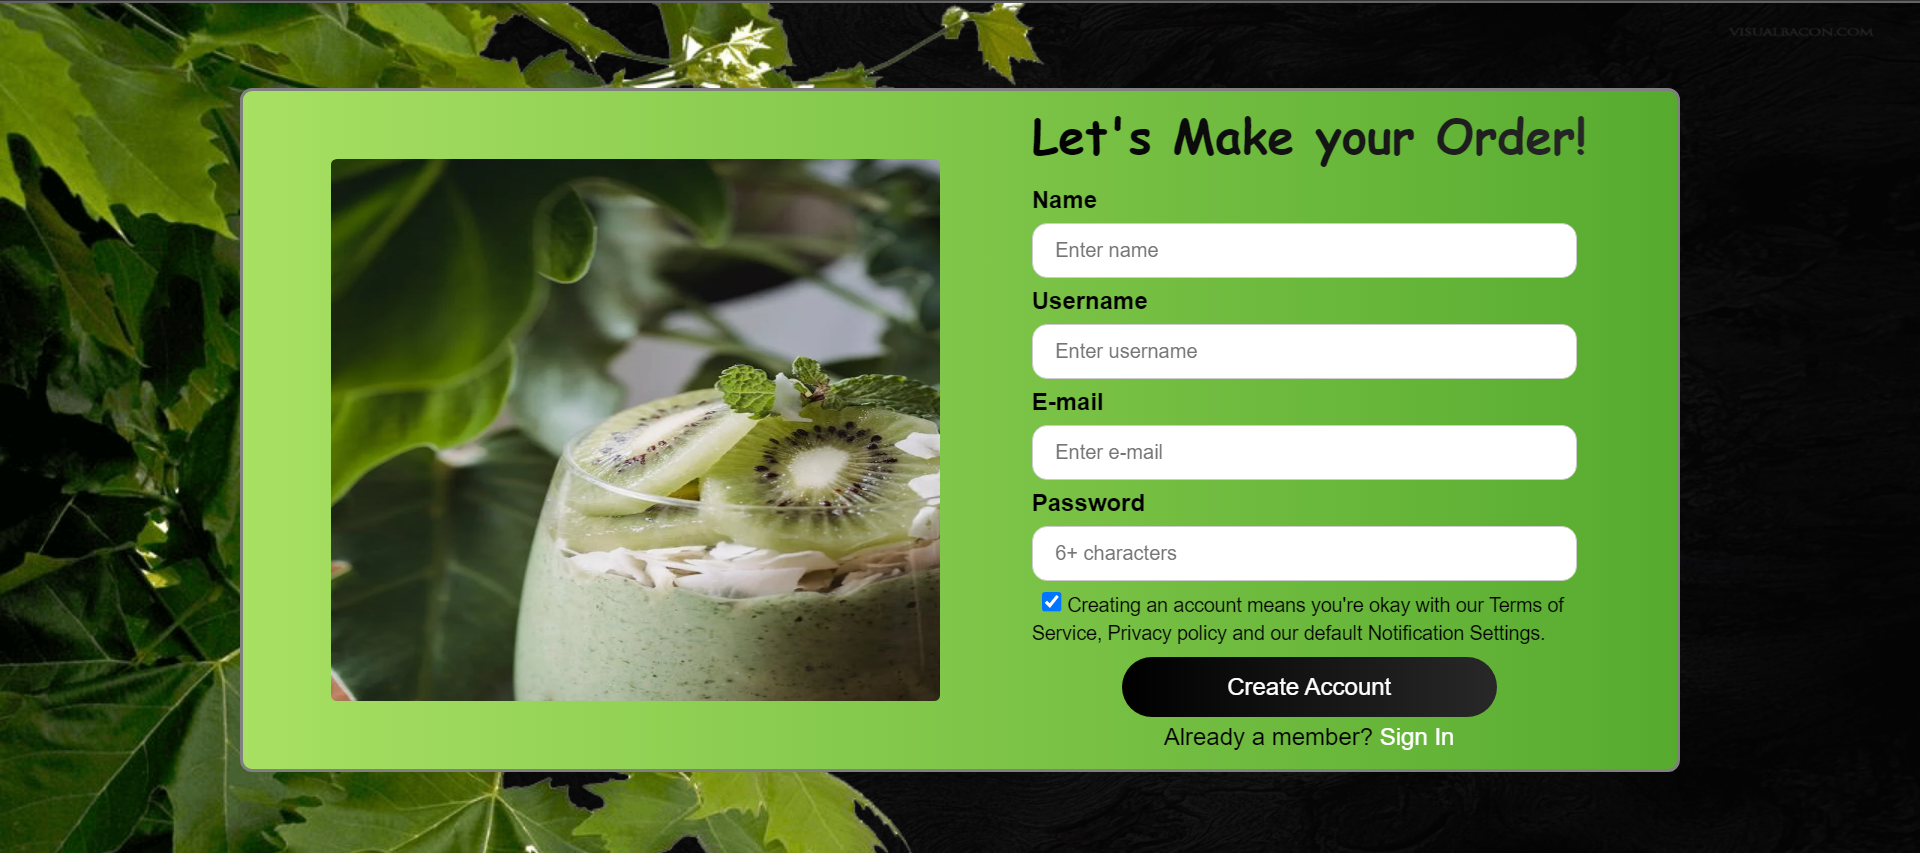 VISUALBACON.COM
Let's Make your Order!
Name
Enter name
Username
Enter username
E-mail
Enter e-mail
Password
6+ characters
Creating an account means you're okay with our Terms of
Service, Privacy policy and our default Notification Settings.
Create Account
Already a member? Sign In